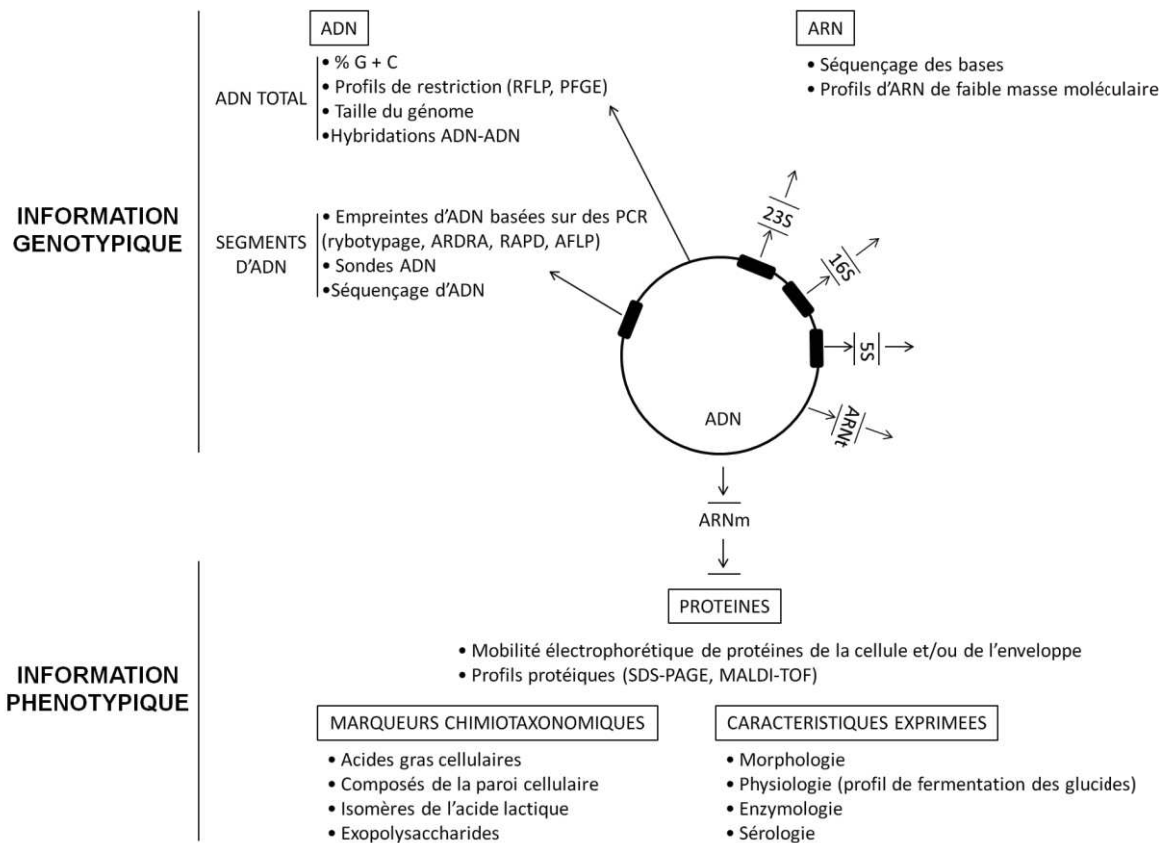 ADN
ADN TOTAL
• % G + C
• Profils de restriction (RFLP, PFGE)
• Taille du génome
•Hybridations ADN-ADN
ARN
• Séquençage des bases
• Profils d'ARN de faible masse moléculaire
INFORMATION
GENOTYPIQUE
SEGMENTS
D'ADN
• Empreintes d'ADN basées sur des PCR
(rybotypage, ARDRA, RAPD, AFLP)
• Sondes ADN
•Séquençage d'ADN
23S
16S
5S
ARNt
ADN
ARNm
PROTEINES
• Mobilité électrophorétique de protéines de la cellule et/ou de l'enveloppe
• Profils protéiques (SDS-PAGE, MALDI-TOF)
INFORMATION
PHENOTYPIQUE
MARQUEURS CHIMIOTAXONOMIQUES
• Acides gras cellulaires
• Composés de la paroi cellulaire
• Isomères de l'acide lactique
• Exopolysaccharides
CARACTERISTIQUES EXPRIMEES
• Morphologie
• Physiologie (profil de fermentation des glucides)
• Enzymologie
• Sérologie